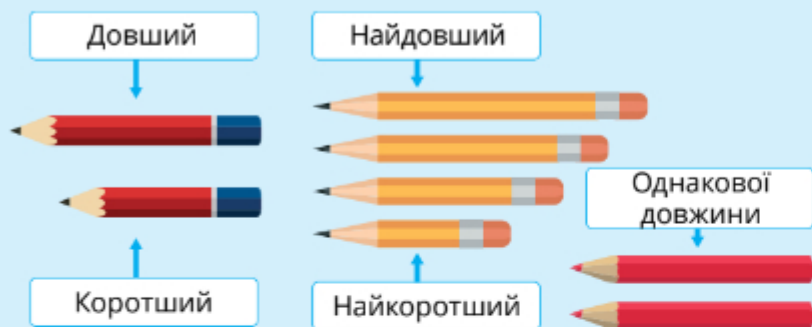 Довший
Найдовший
Однакової
довжини
Коротший
Найкоротший